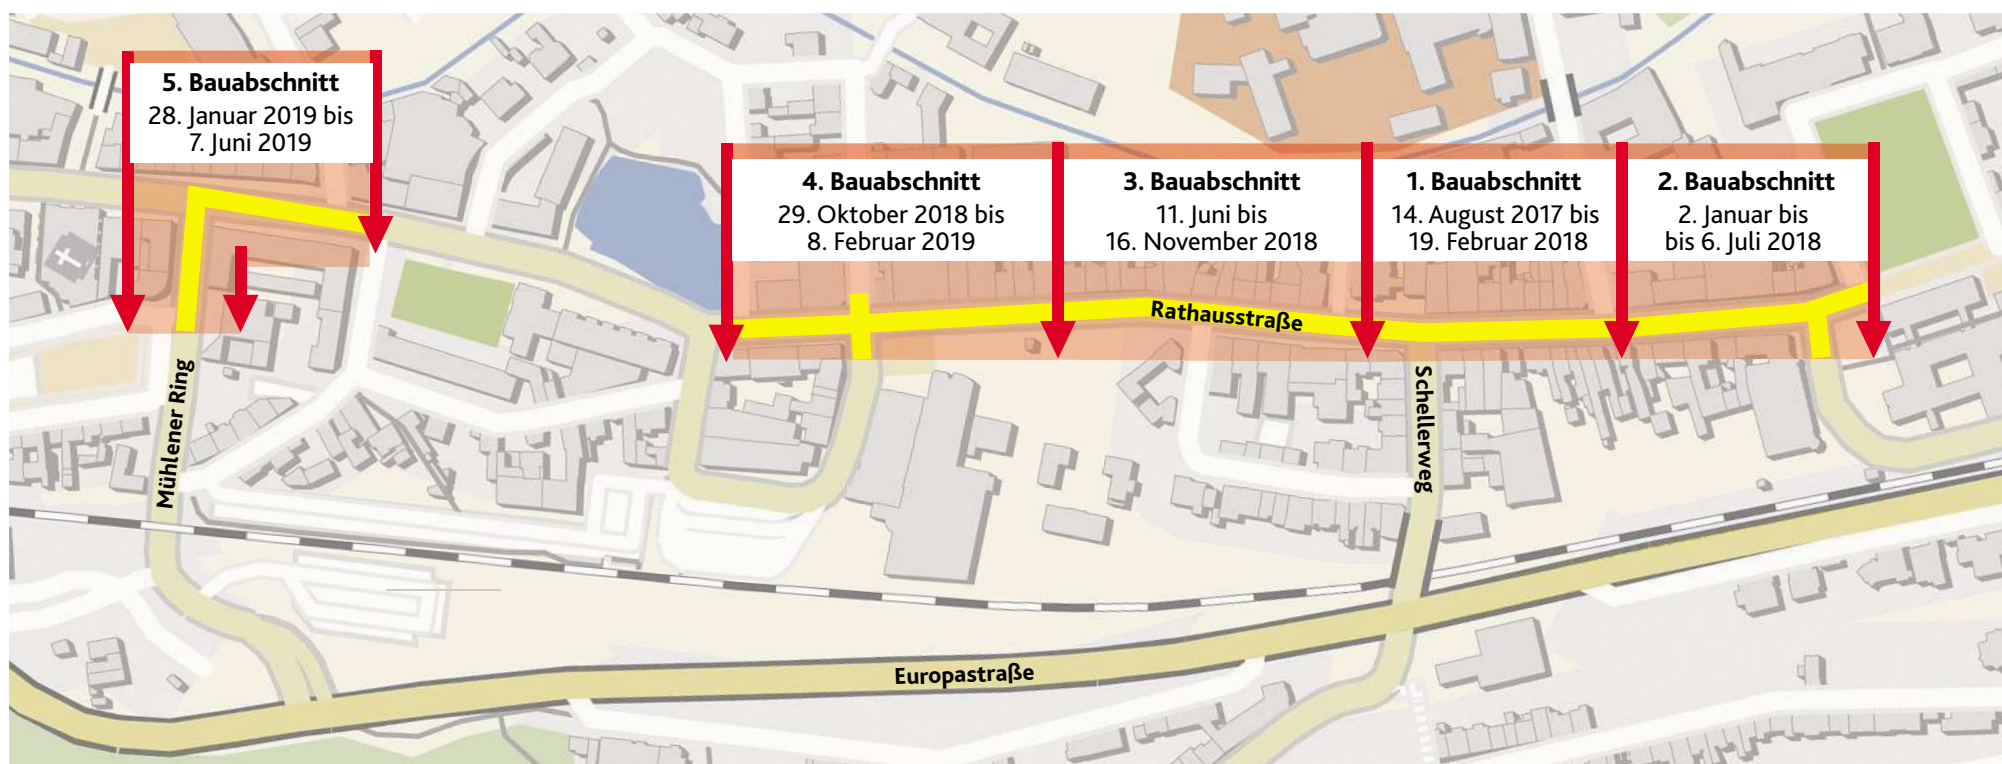 5. Bauabschnitt
28. Januar 2019 bis
7. Juni 2019
4. Bauabschnitt
29. Oktober 2018 bis
8. Februar 2019
3. Bauabschnitt
11. Juni bis
16. November 2018
1. Bauabschnitt
14. August 2017 bis
19. Februar 2018
2. Bauabschnitt
2. Januar bis
bis 6. Juli 2018
Rathausstraße
Mühlener Ring
Schellerweg
Europastraße